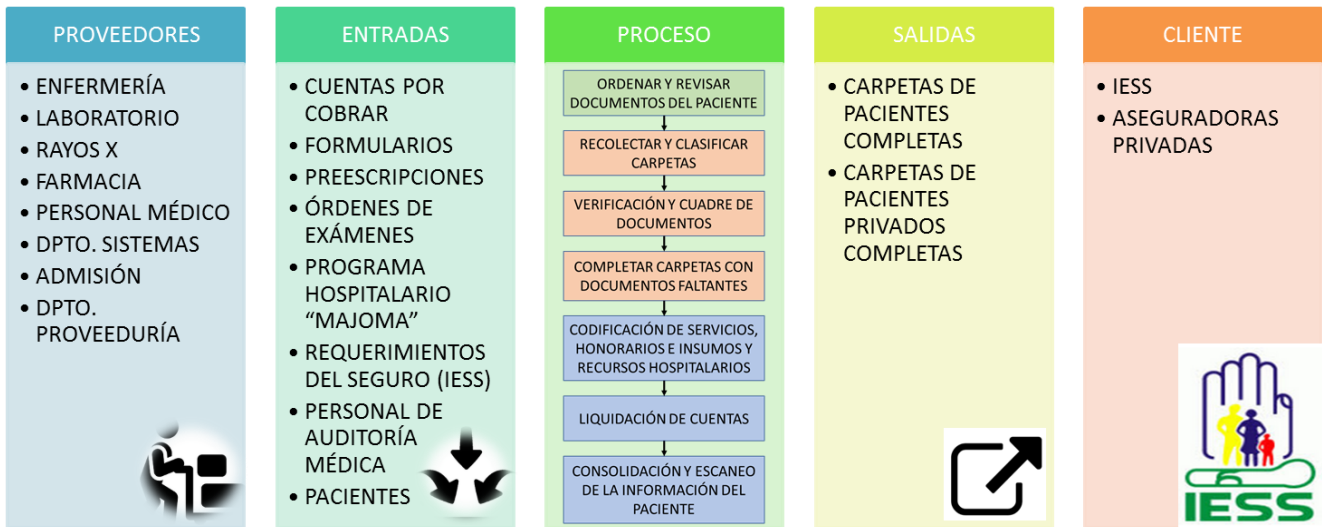 PROVEEDORES
• ENFERMERÍA
• LABORATORIO
• RAYOS X
• FARMACIA
• PERSONAL MÉDICO
• DPTO. SISTEMAS
• ADMISIÓN
• DPTO.
PROVEEDURÍA
ENTRADAS
• CUENTAS POR
COBRAR
• FORMULARIOS
• PREESCRIPCIONES
• ÓRDENES DE
EXÁMENES
• PROGRAMA
HOSPITALARIO
“MAJOMA”
• REQUERIMIENTOS
DEL SEGURO (IESS)
• PERSONAL DE
AUDITORÍA
MÉDICA
• PACIENTES
PROCESO
ORDENAR Y REVISAR
DOCUMENTOS DEL PACIENTE
RECOLECTAR Y CLASIFICAR
CARPETAS
VERIFICACIÓN Y CUADRE DE
DOCUMENTOS
COMPLETAR CARPETAS CON
DOCUMENTOS FALTANTES
CODIFICACIÓN DE SERVICIOS,
HONORARIOS E INSUMOS Y
RECURSOS HOSPITALARIOS
LIQUIDACIÓN DE CUENTAS
CONSOLIDACIÓN Y ESCANEO
DE LA INFORMACIÓN DEL
PACIENTE
SALIDAS
• CARPETAS DE
PACIENTES
COMPLETAS
• CARPETAS DE
PACIENTES
PRIVADOS
COMPLETAS
CLIENTE
• IESS
• ASEGURADORAS
PRIVADAS
IESS